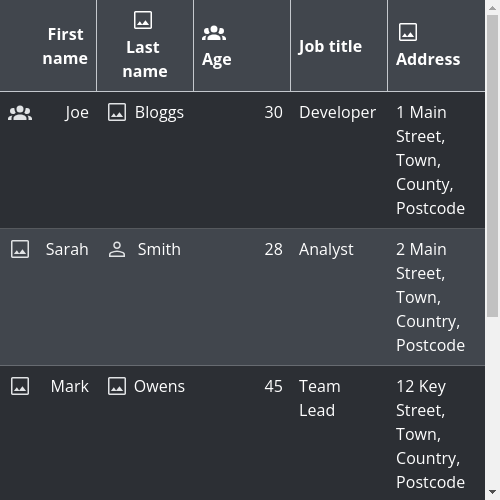 First name
Last name
Age
Job title
Address
Joe
Bloggs
30
Developer
1 Main
Street,
Town,
County,
Postcode
Sarah
Smith
28
Analyst
2 Main
Street,
Town,
Country,
Postcode
Mark
Owens
45
Team
Lead
12 Key
Street,
Town,
Country,
Postcode